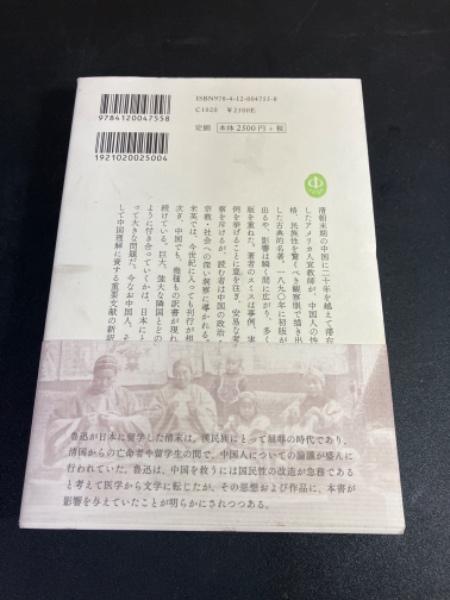 9784120047558
1921020025004
ISBN978-4-12-004755-8
C1020 ¥2500E
定価 本体2500円+税
清朝末期の中国に二十年を越えて滞在
したアメリカ人宣教師が、中国人の性
格、民族性を驚くべき観察眼で描き出
した古典的名著。一八九〇年に初版が
出るや、影響は瞬く間に広がり、多く
版を重ねた。著者のスミスは事例、実
例を挙げることに意を注ぎ、安易な考
察を斥けるが、読む者は中国の政治、
宗教・社会への深い洞察に導かれる。
米英では、今世紀に入っても刊行が相
次ぎ、中国でも、幾種もの訳書が現れ
続けている。巨大、強大な隣国とどの
ように付き合っていくかは、日本にと
って大きな問題だ。今なお中国人、そ
して中国理解に資する重要文献の新訳
魯迅が日本に留学した清末は、漢民族にとって屈辱の時代であり、
清国からの亡命者や留学生の間で、中国人についての論議が盛んに
行われていた。魯迅は、中国を救うには国民性の改造が急務である
と考えて医学から文学に転じたが、その思想および作品に、本書が
影響を与えていたことが明らかにされつつある。